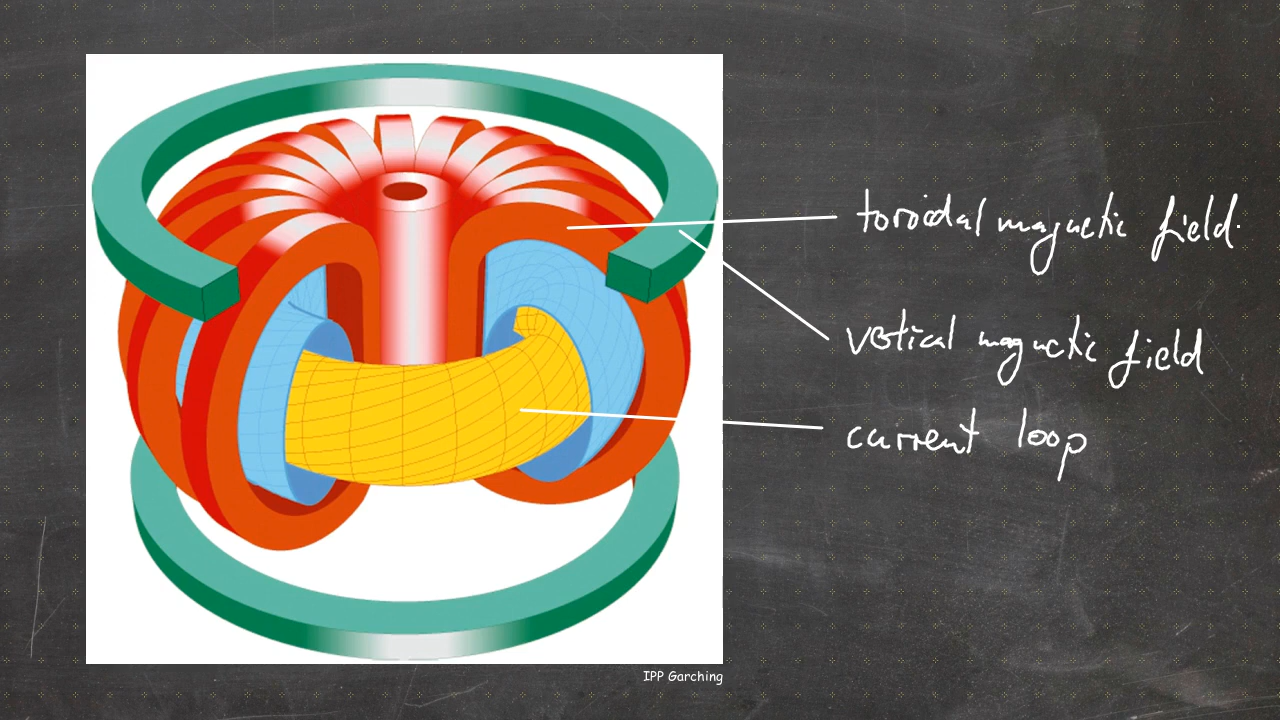 toroidal magnetic field.
vertical magnetic field
current loop
IPP Garching